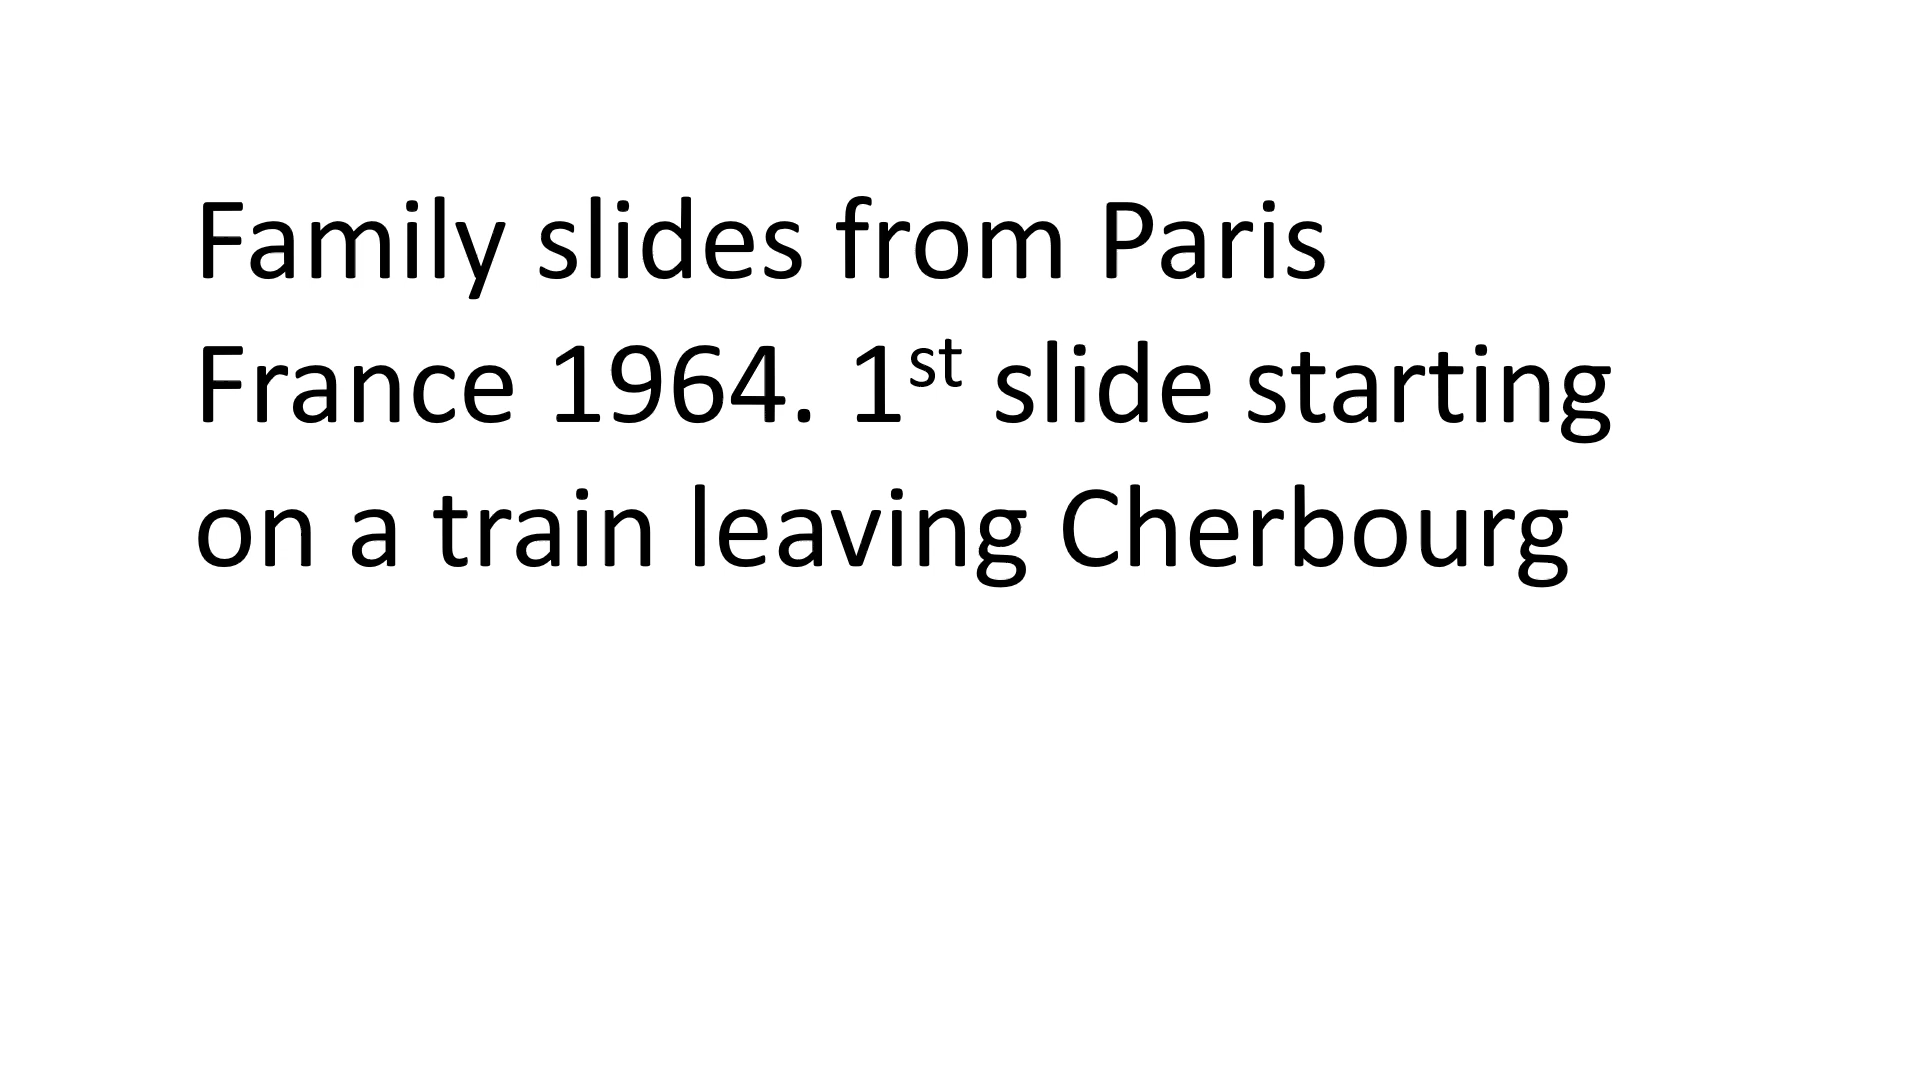 Family slides from Paris
France 1964. 1st slide starting
on a train leaving Cherbourg